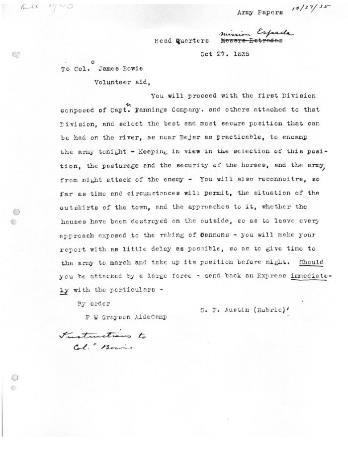 Army Papers 10/27/35
Mission Espada
Head Quarters
Oct 27. 1835
To Col° James Bowie
Volunteer aid,
You will proceed with the first Division
composed of Capt. Fannings Company. and others attached to that
Division, and select the best and most secure position that
can be had on the river, as near Bejar as practicable, to encamp
the army tonight - Keeping in view in the selection of this posi-
tion, the pasturage and the security of the horses, and the army,
from night attack of the enemy - You will also reconnoitre, so
far as time and circumstances will permit, the situation of the
outskirts of the town, and the approaches to it, whether the
houses have been destroyed on the outside, so as to leave every
approach exposed to the raking of Cannons - you will make your
report with as little delay as possible, so as to give time to
the army to march and take up its position before night. Should
you be attacked by a large force - send back an Express immediate-
ly with the particulars -
By order
S. F. Austin (Rubric)
P W Grayson AideCamp
Instructions to
Col. Bowie